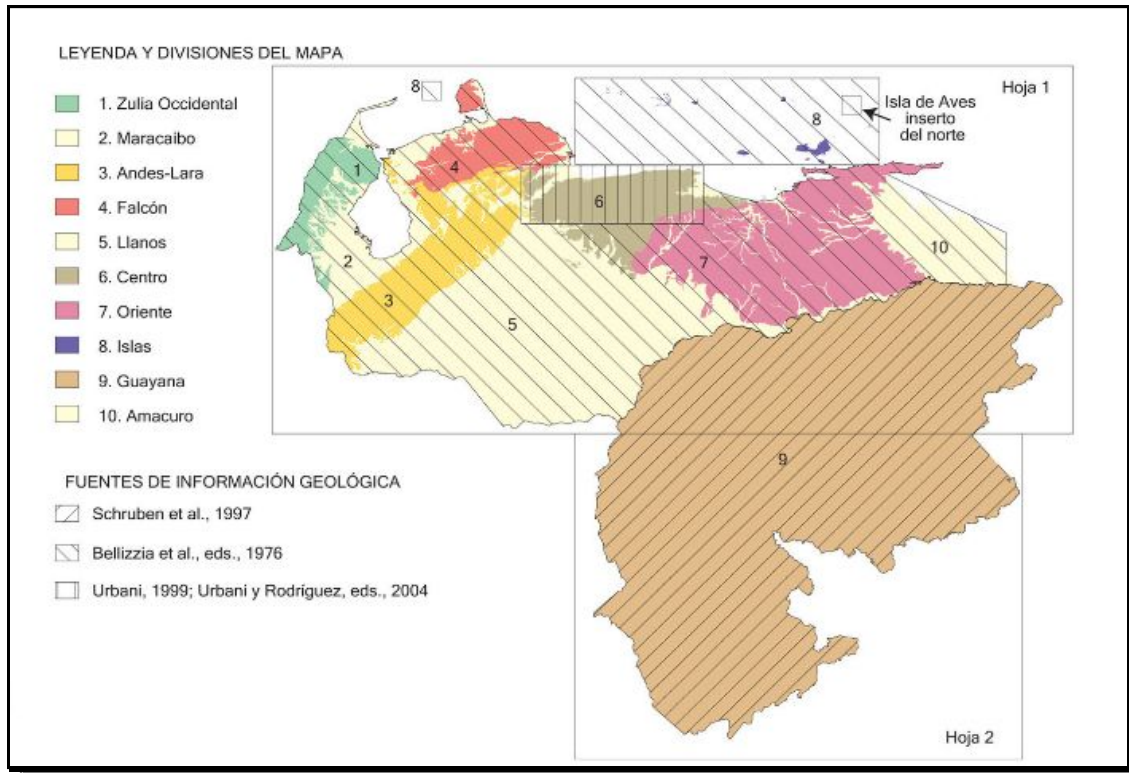 LEYENDA Y DIVISIONES DEL MAPA
1. Zulia Occidental
2. Maracaibo
3. Andes-Lara
4. Falcón
5. Llanos
6. Centro
7. Oriente
8. Islas
9. Guayana
10. Amacuro
FUENTES DE INFORMACIÓN GEOLÓGICA
Schruben et al., 1997
Bellizzia et al., eds., 1976
Urbani, 1999; Urbani y Rodríguez, eds., 2004
Hoja 1
8
Isla de Aves
inserto
del norte
8
1
4
6
2
10
7
3
5
9
Hoja 2